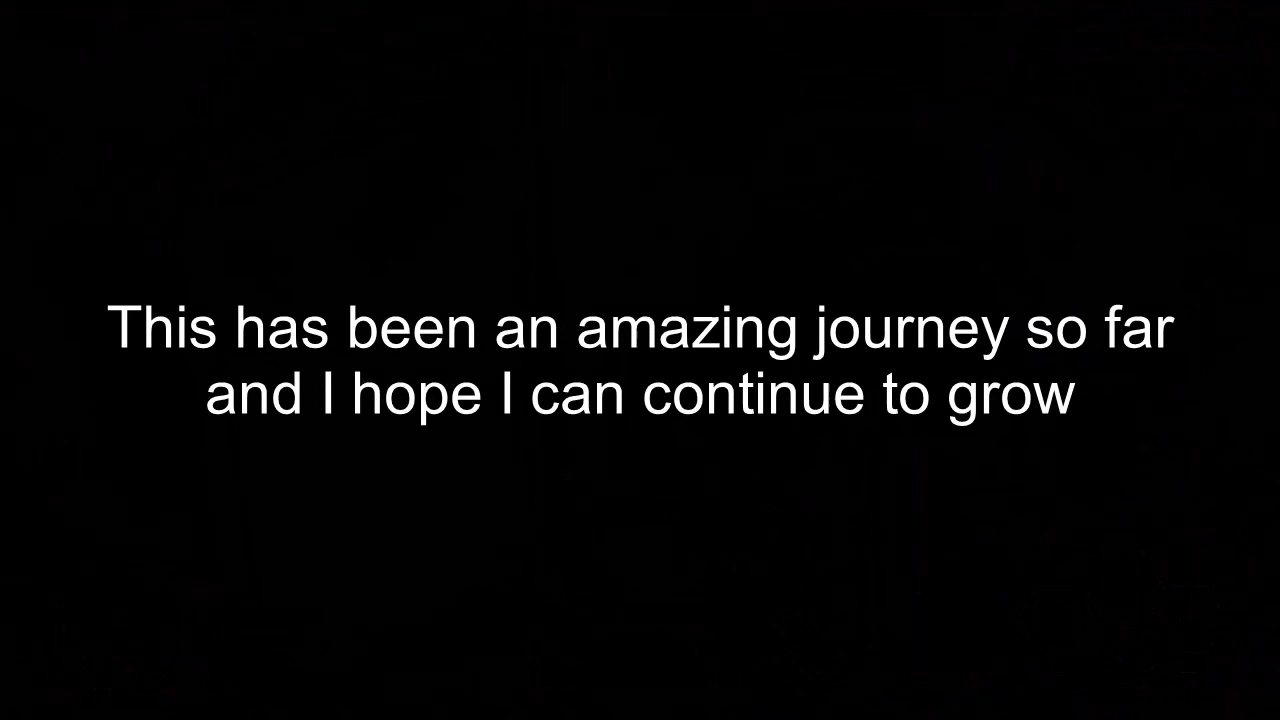 This has been an amazing journey so far
and I hope I can continue to grow